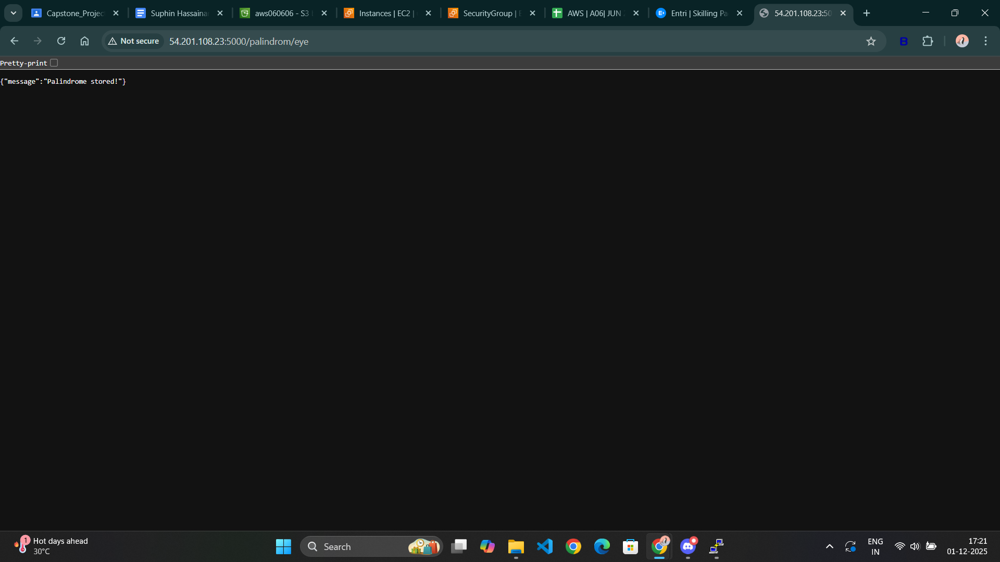 Capstone_Projec
Suphin Hassaina
aws060606 - S3
Instances | EC2 |
SecurityGroup | E
AWS | A06| JUN
Entri | Skilling Pa
54.201.108.23:50
Not secure
54.201.108.23:5000/palindrom/eye
B
Pretty-print
{"message":"Palindrome stored!"}
1
Hot days ahead
30°C
Search
ENG
IN
17:21
01-12-2025